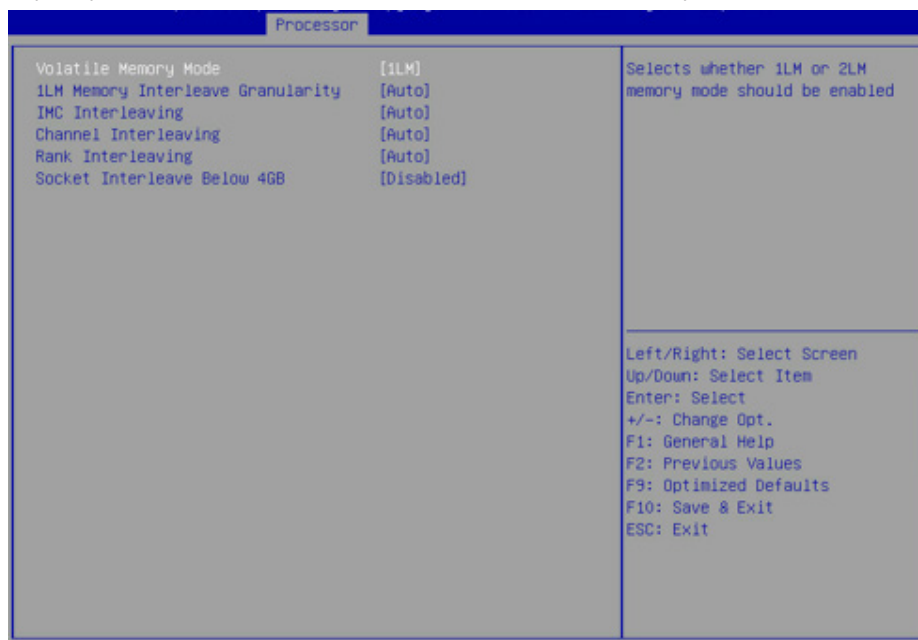 Processor
Volatile Memory Mode [1LM]
1LM Memory Interleave Granularity [Auto]
IMC Interleaving [Auto]
Channel Interleaving [Auto]
Rank Interleaving [Auto]
Socket Interleave Below 4GB [Disabled]
Selects whether 1LM or 2LM
memory mode should be enabled
Left/Right: Select Screen
Up/Down: Select Item
Enter: Select
+/-: Change Opt.
F1: General Help
F2: Previous Values
F9: Optimized Defaults
F10: Save & Exit
ESC: Exit